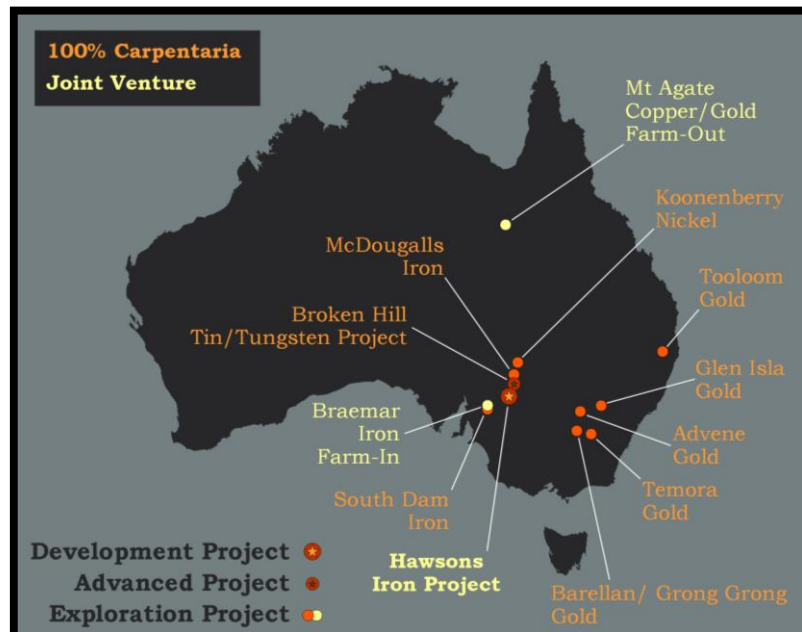 100% Carpentaria
Joint Venture
Mt Agate
Copper/Gold
Farm-Out
Koonenberry
Nickel
McDougalls
Iron
Tooloom
Gold
Broken Hill
Tin/Tungsten Project
Glen Isla
Gold
Braemar
Iron
Farm-In
Advene
Gold
South Dam
Iron
Temora
Gold
Development Project
Advanced Project
Exploration Project
Hawsons
Iron Project
Barellan/ Grong Grong
Gold